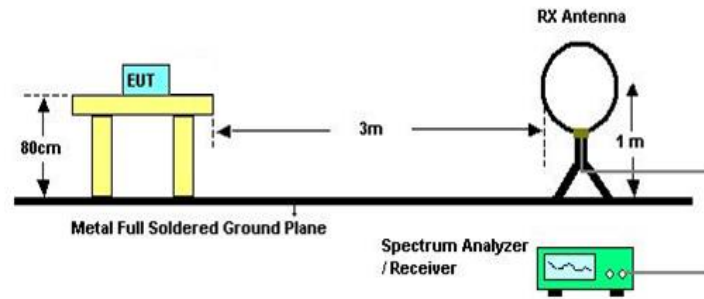 RX Antenna
EUT
3m
80cm
1 m
Metal Full Soldered Ground Plane
Spectrum Analyzer
/ Receiver